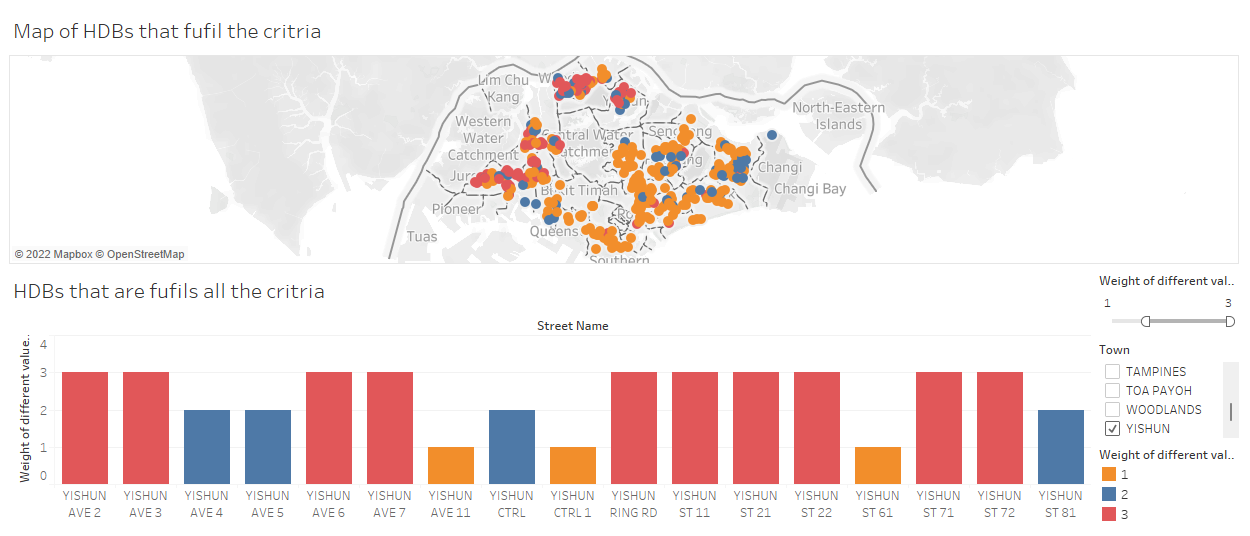 Map of HDBs that fufil the critria
Lim Chu
Kang
Western
Water
Catchment
Central Water
North-Eastern
Islands
Changi
Changi Bay
Pioneer
Tuas
Queens
Southern
© 2022 Mapbox © OpenStreetMap
HDBs that are fufils all the critria
Street Name
Weight of different value..
4
3
2
1
0
YISHUN AVE 2
YISHUN AVE 3
YISHUN AVE 4
YISHUN AVE 5
YISHUN AVE 6
YISHUN AVE 7
YISHUN AVE 11
YISHUN CTRL
YISHUN CTRL 1
YISHUN RING RD
YISHUN ST 11
YISHUN ST 21
YISHUN ST 22
YISHUN ST 61
YISHUN ST 71
YISHUN ST 72
YISHUN ST 81
Weight of different val..
1 3
Town
TAMPINES
TOA PAYOH
WOODLANDS
YISHUN
Weight of different val..
1
2
3